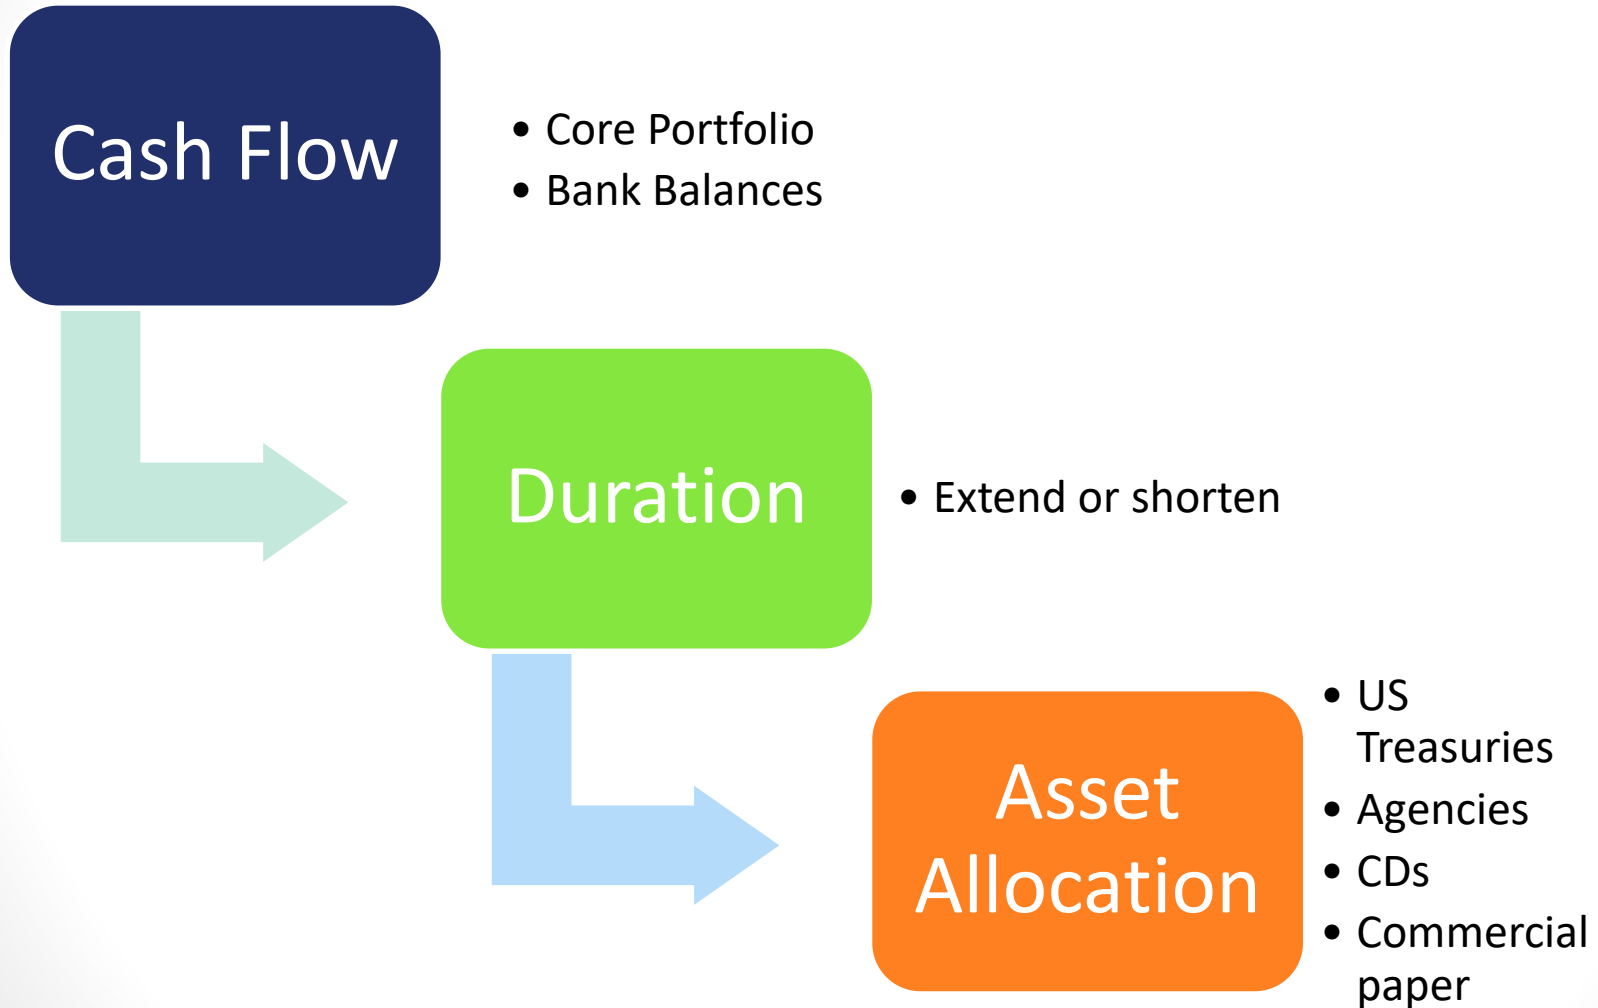 Cash Flow
• Core Portfolio
• Bank Balances
Duration
• Extend or shorten
Asset
Allocation
• US
Treasuries
• Agencies
• CDs
• Commercial
paper